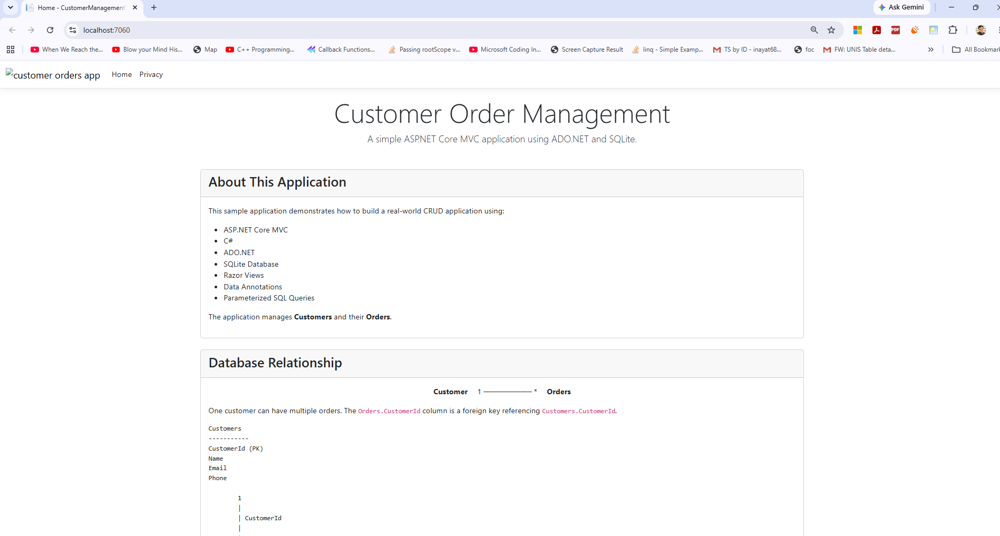 Home - CustomerManagement
Ask Gemini
localhost:7060
When We Reach the...
Blow your Mind His...
Map
C++ Programming...
Callback Functions...
Passing rootScope v...
Microsoft Coding In...
Screen Capture Result
linq - Simple Examp...
TS by ID - inayat68...
foc
FW: UNIS Table deta...
All Bookmark
customer orders app
Home
Privacy
Customer Order Management
A simple ASP.NET Core MVC application using ADO.NET and SQLite.
About This Application
This sample application demonstrates how to build a real-world CRUD application using:
ASP.NET Core MVC
C#
ADO.NET
SQLite Database
Razor Views
Data Annotations
Parameterized SQL Queries
The application manages Customers and their Orders.
Database Relationship
Customer 1 ───────── * Orders
One customer can have multiple orders. The Orders.CustomerId column is a foreign key referencing Customers.CustomerId.
Customers
-----------
CustomerId (PK)
Name
Email
Phone
1
|
| CustomerId
|